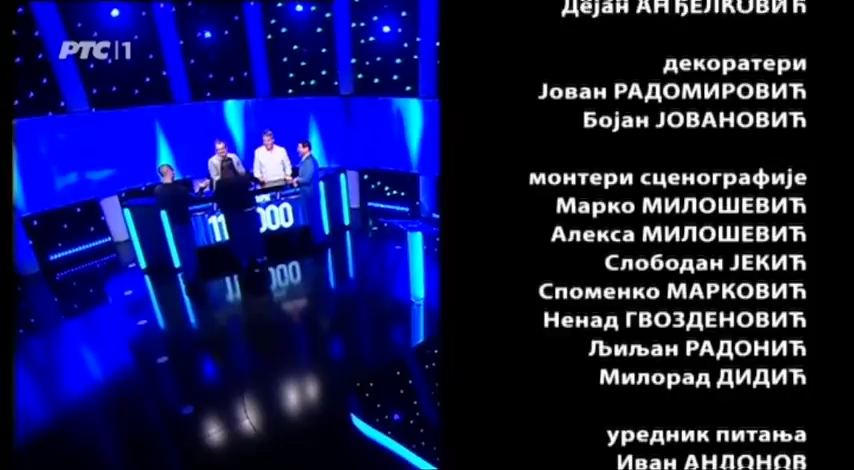 РТС|1
Дејан АНЂЕЛКОВИЋ
декоратери
Јован РАДОМИРОВИЋ
Бојан ЈОВАНОВИЋ
монтери сценографије
Марко МИЛОШЕВИЋ
Алекса МИЛОШЕВИЋ
Слободан ЈЕКИЋ
Споменко МАРКОВИЋ
Ненад ГВОЗДЕНОВИЋ
Љиљан РАДОНИЋ
Милорад ДИДИЋ
уредник питања
Иван АНДОНОВ